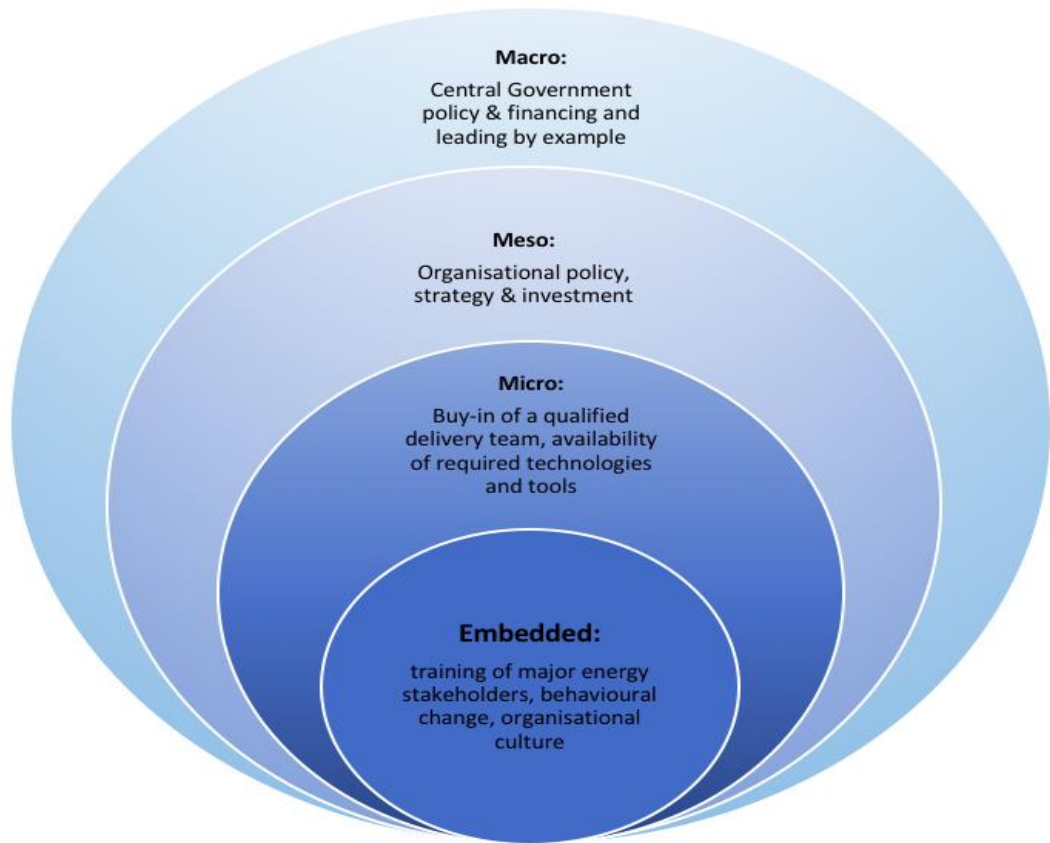 Macro:
Central Government
policy & financing and
leading by example
Meso:
Organisational policy,
strategy & investment
Micro:
Buy-in of a qualified
delivery team, availability
of required technologies
and tools
Embedded:
training of major energy
stakeholders, behavioural
change, organisational
culture